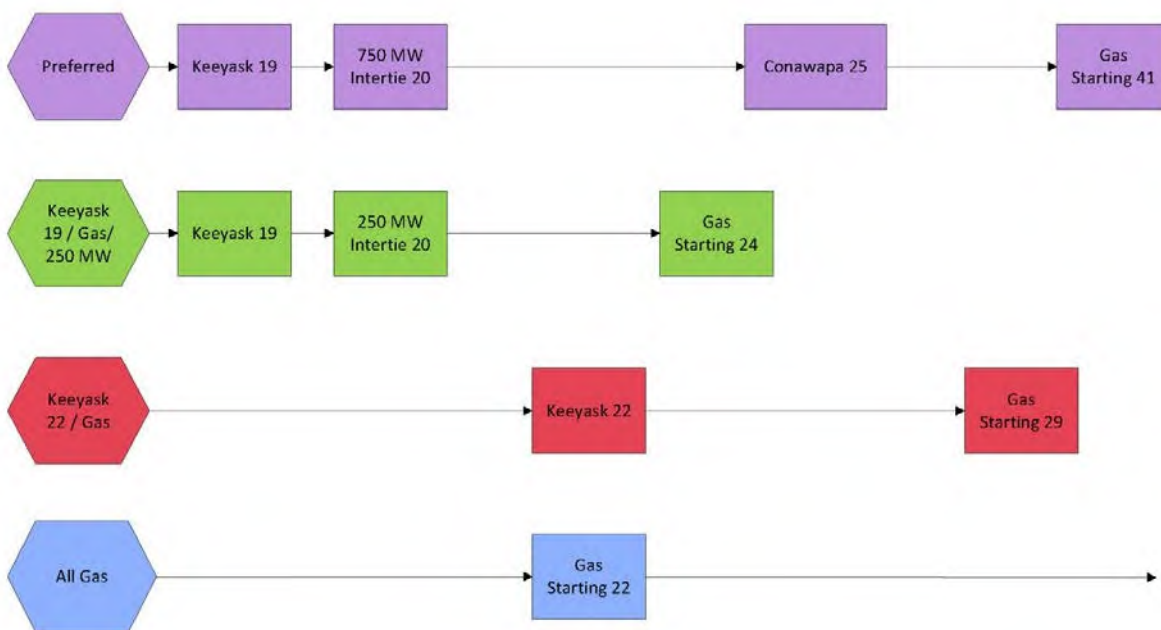 Preferred
Keeyask 19
750 MW
Intertie 20
Conawapa 25
Gas
Starting 41
Keeyask
19 / Gas/
250 MW
Keeyask 19
250 MW
Intertie 20
Gas
Starting 24
Keeyask
22 / Gas
Keeyask 22
Gas
Starting 29
All Gas
Gas
Starting 22